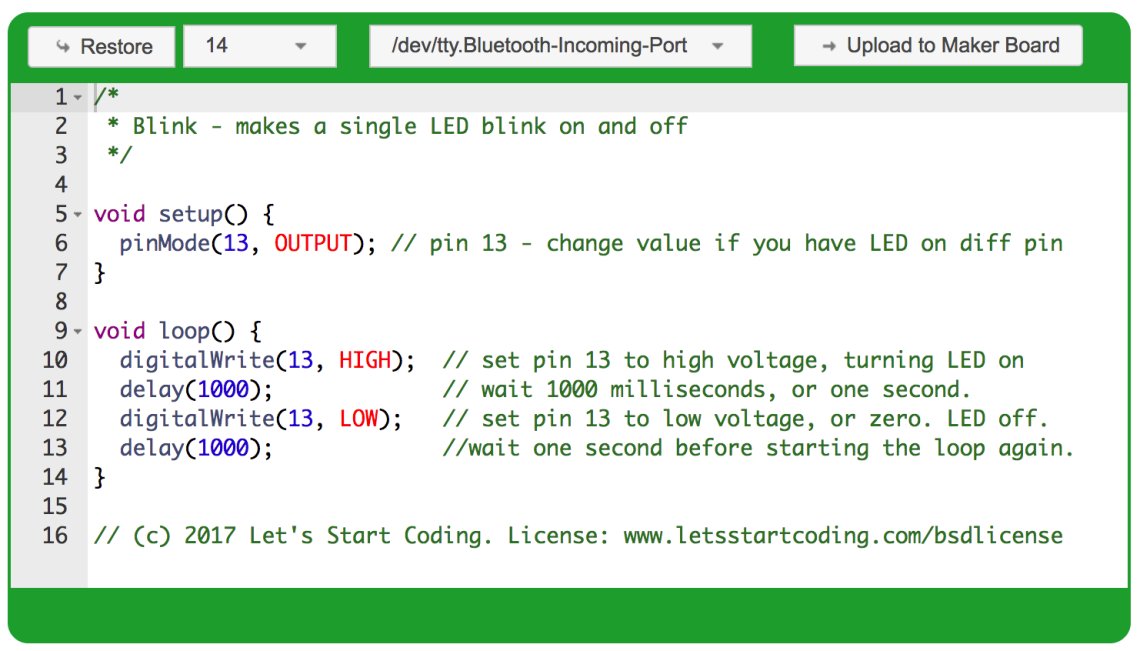 Restore 14 /dev/tty.Bluetooth-Incoming-Port Upload to Maker Board
1 /*
2  * Blink - makes a single LED blink on and off
3  */
4
5 void setup() {
6   pinMode(13, OUTPUT); // pin 13 - change value if you have LED on diff pin
7 }
8
9 void loop() {
10   digitalWrite(13, HIGH);  // set pin 13 to high voltage, turning LED on
11   delay(1000);             // wait 1000 milliseconds, or one second.
12   digitalWrite(13, LOW);   // set pin 13 to low voltage, or zero. LED off.
13   delay(1000);             //wait one second before starting the loop again.
14 }
15
16 // (c) 2017 Let's Start Coding. License: www.letsstartcoding.com/bsdlicense